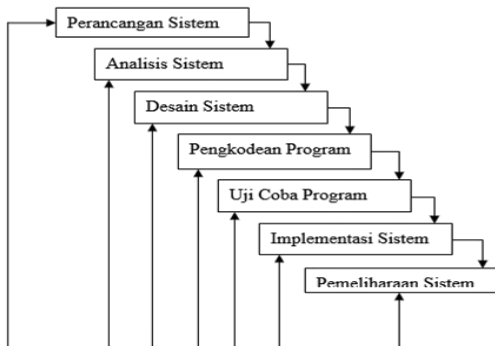 Perancangan Sistem
Analisis Sistem
Desain Sistem
Pengkodean Program
Uji Coba Program
Implementasi Sistem
Pemeliharaan Sistem